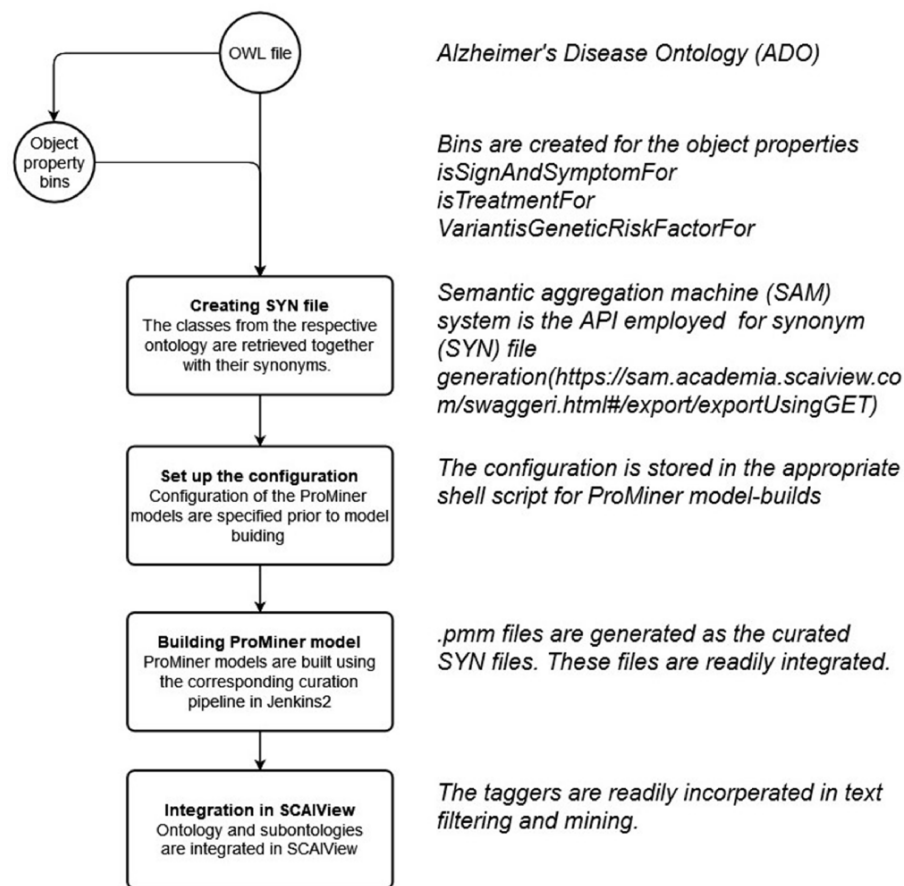 OWL file
Alzheimer's Disease Ontology (ADO)
Object
property
bins
Bins are created for the object properties
isSignAndSymptomFor
isTreatmentFor
VariantisGeneticRiskFactorFor
Creating SYN file
The classes from the respective
ontology are retrieved together
with their synonyms.
Semantic aggregation machine (SAM)
system is the API employed for synonym
(SYN) file
generation(https://sam.academia.scaiview.co
m/swaggeri.html#/export/exportUsingGET)
Set up the configuration
Configuration of the ProMiner
models are specified prior to model
buiding
The configuration is stored in the appropriate
shell script for ProMiner model-builds
Building ProMiner model
ProMiner models are built using
the corresponding curation
pipeline in Jenkins2
.pmm files are generated as the curated
SYN files. These files are readily integrated.
Integration in SCAIView
Ontology and subontologies
are integrated in SCAIView
The taggers are readily incorperated in text
filtering and mining.